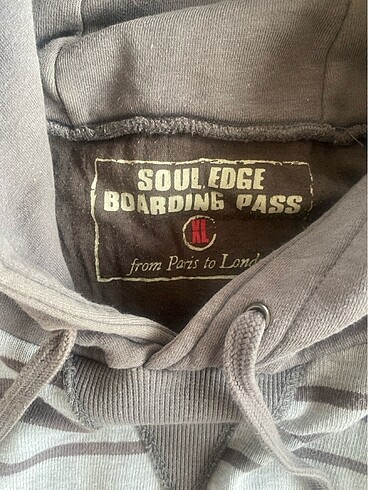 SOUL EDGE
BOARDING PASS
XL
from Paris to Lond